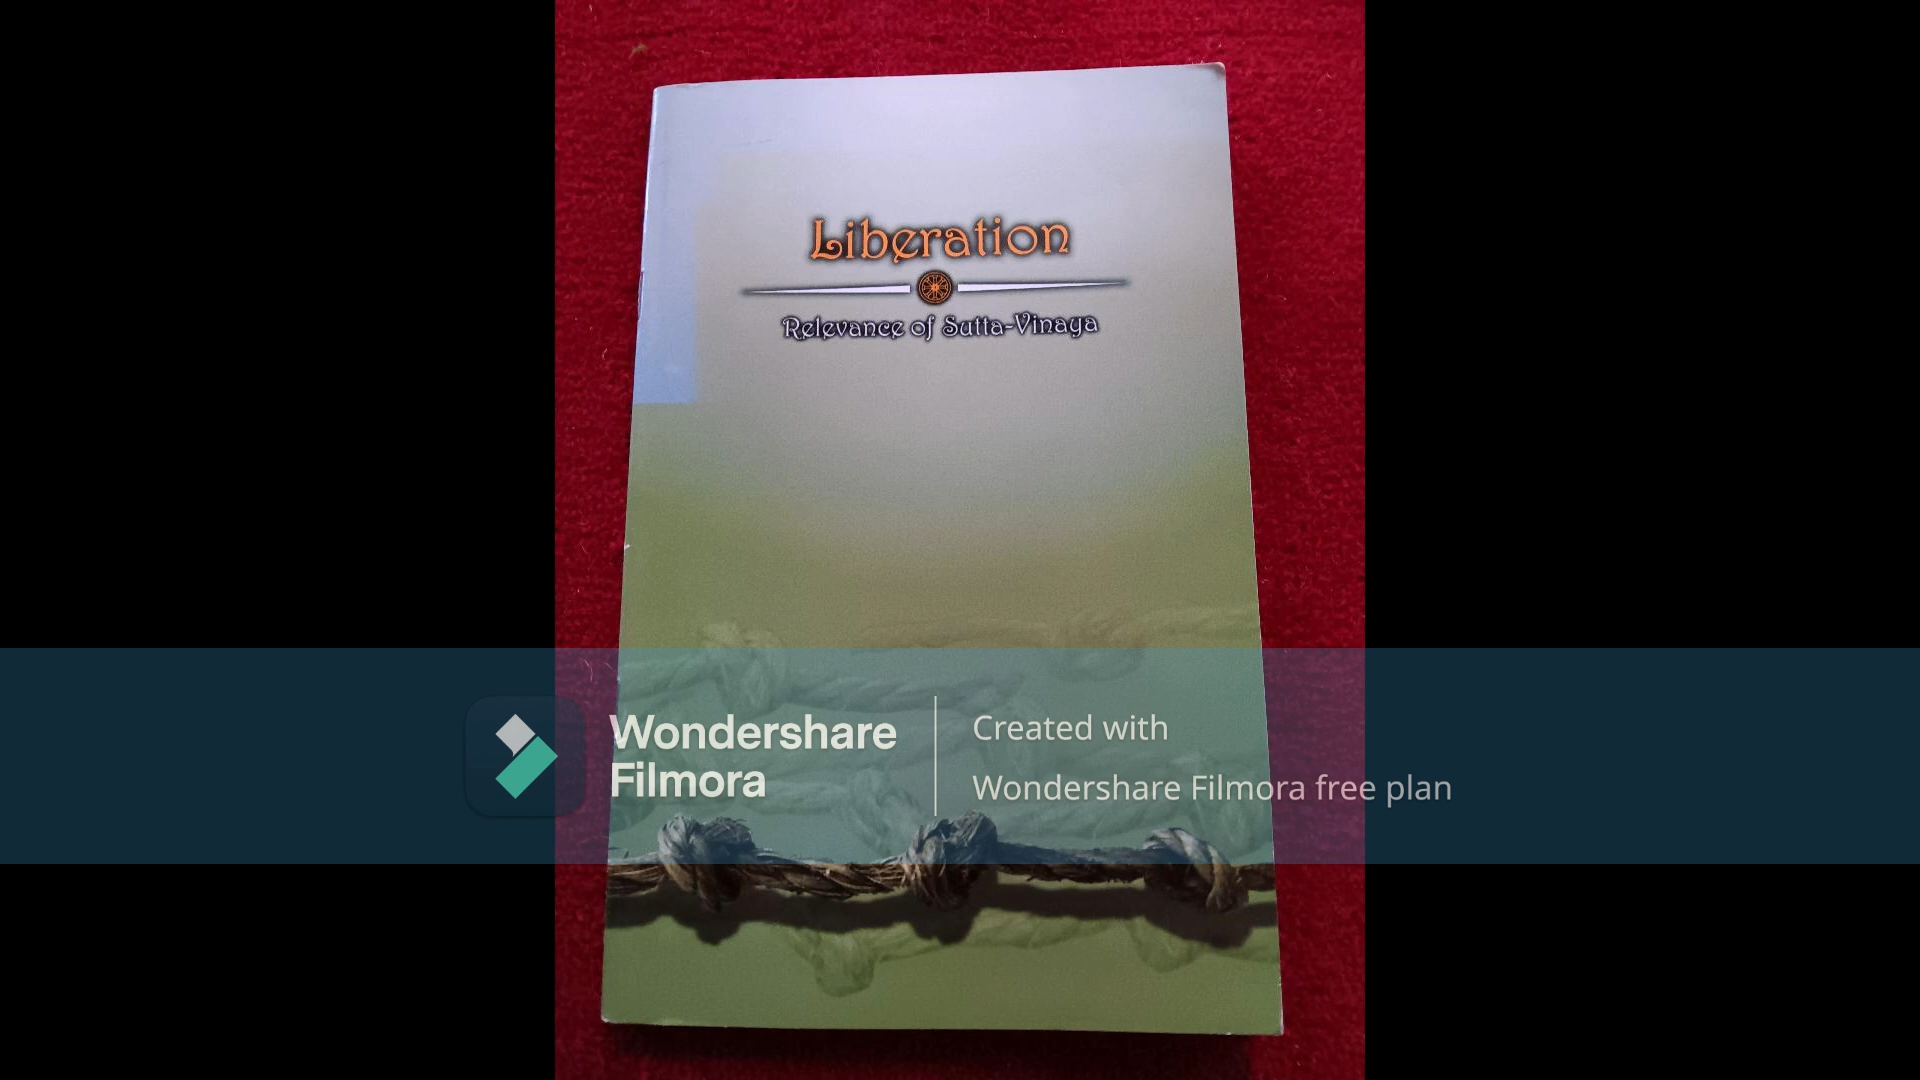 Liberation
Relevance of Sutta-Vinaya
Wondershare
Filmora
Created with
Wondershare Filmora free plan